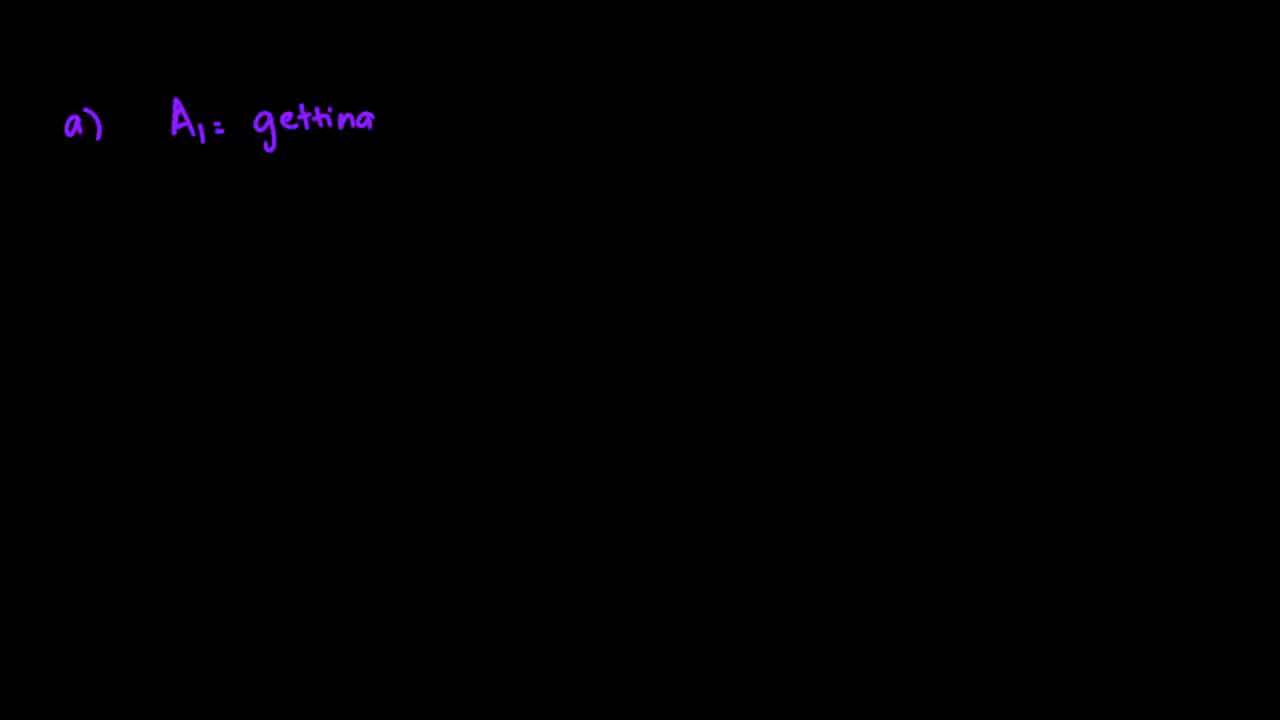 a) A₁ = gettina